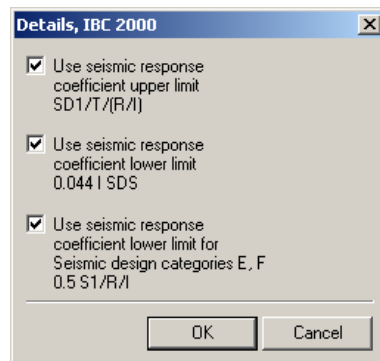 Details, IBC 2000
Use seismic response
coefficient upper limit
SD1/T/(R/I)
Use seismic response
coefficient lower limit
0.044 I SDS
Use seismic response
coefficient lower limit for
Seismic design categories E, F
0.5 S1/R/I
OK
Cancel